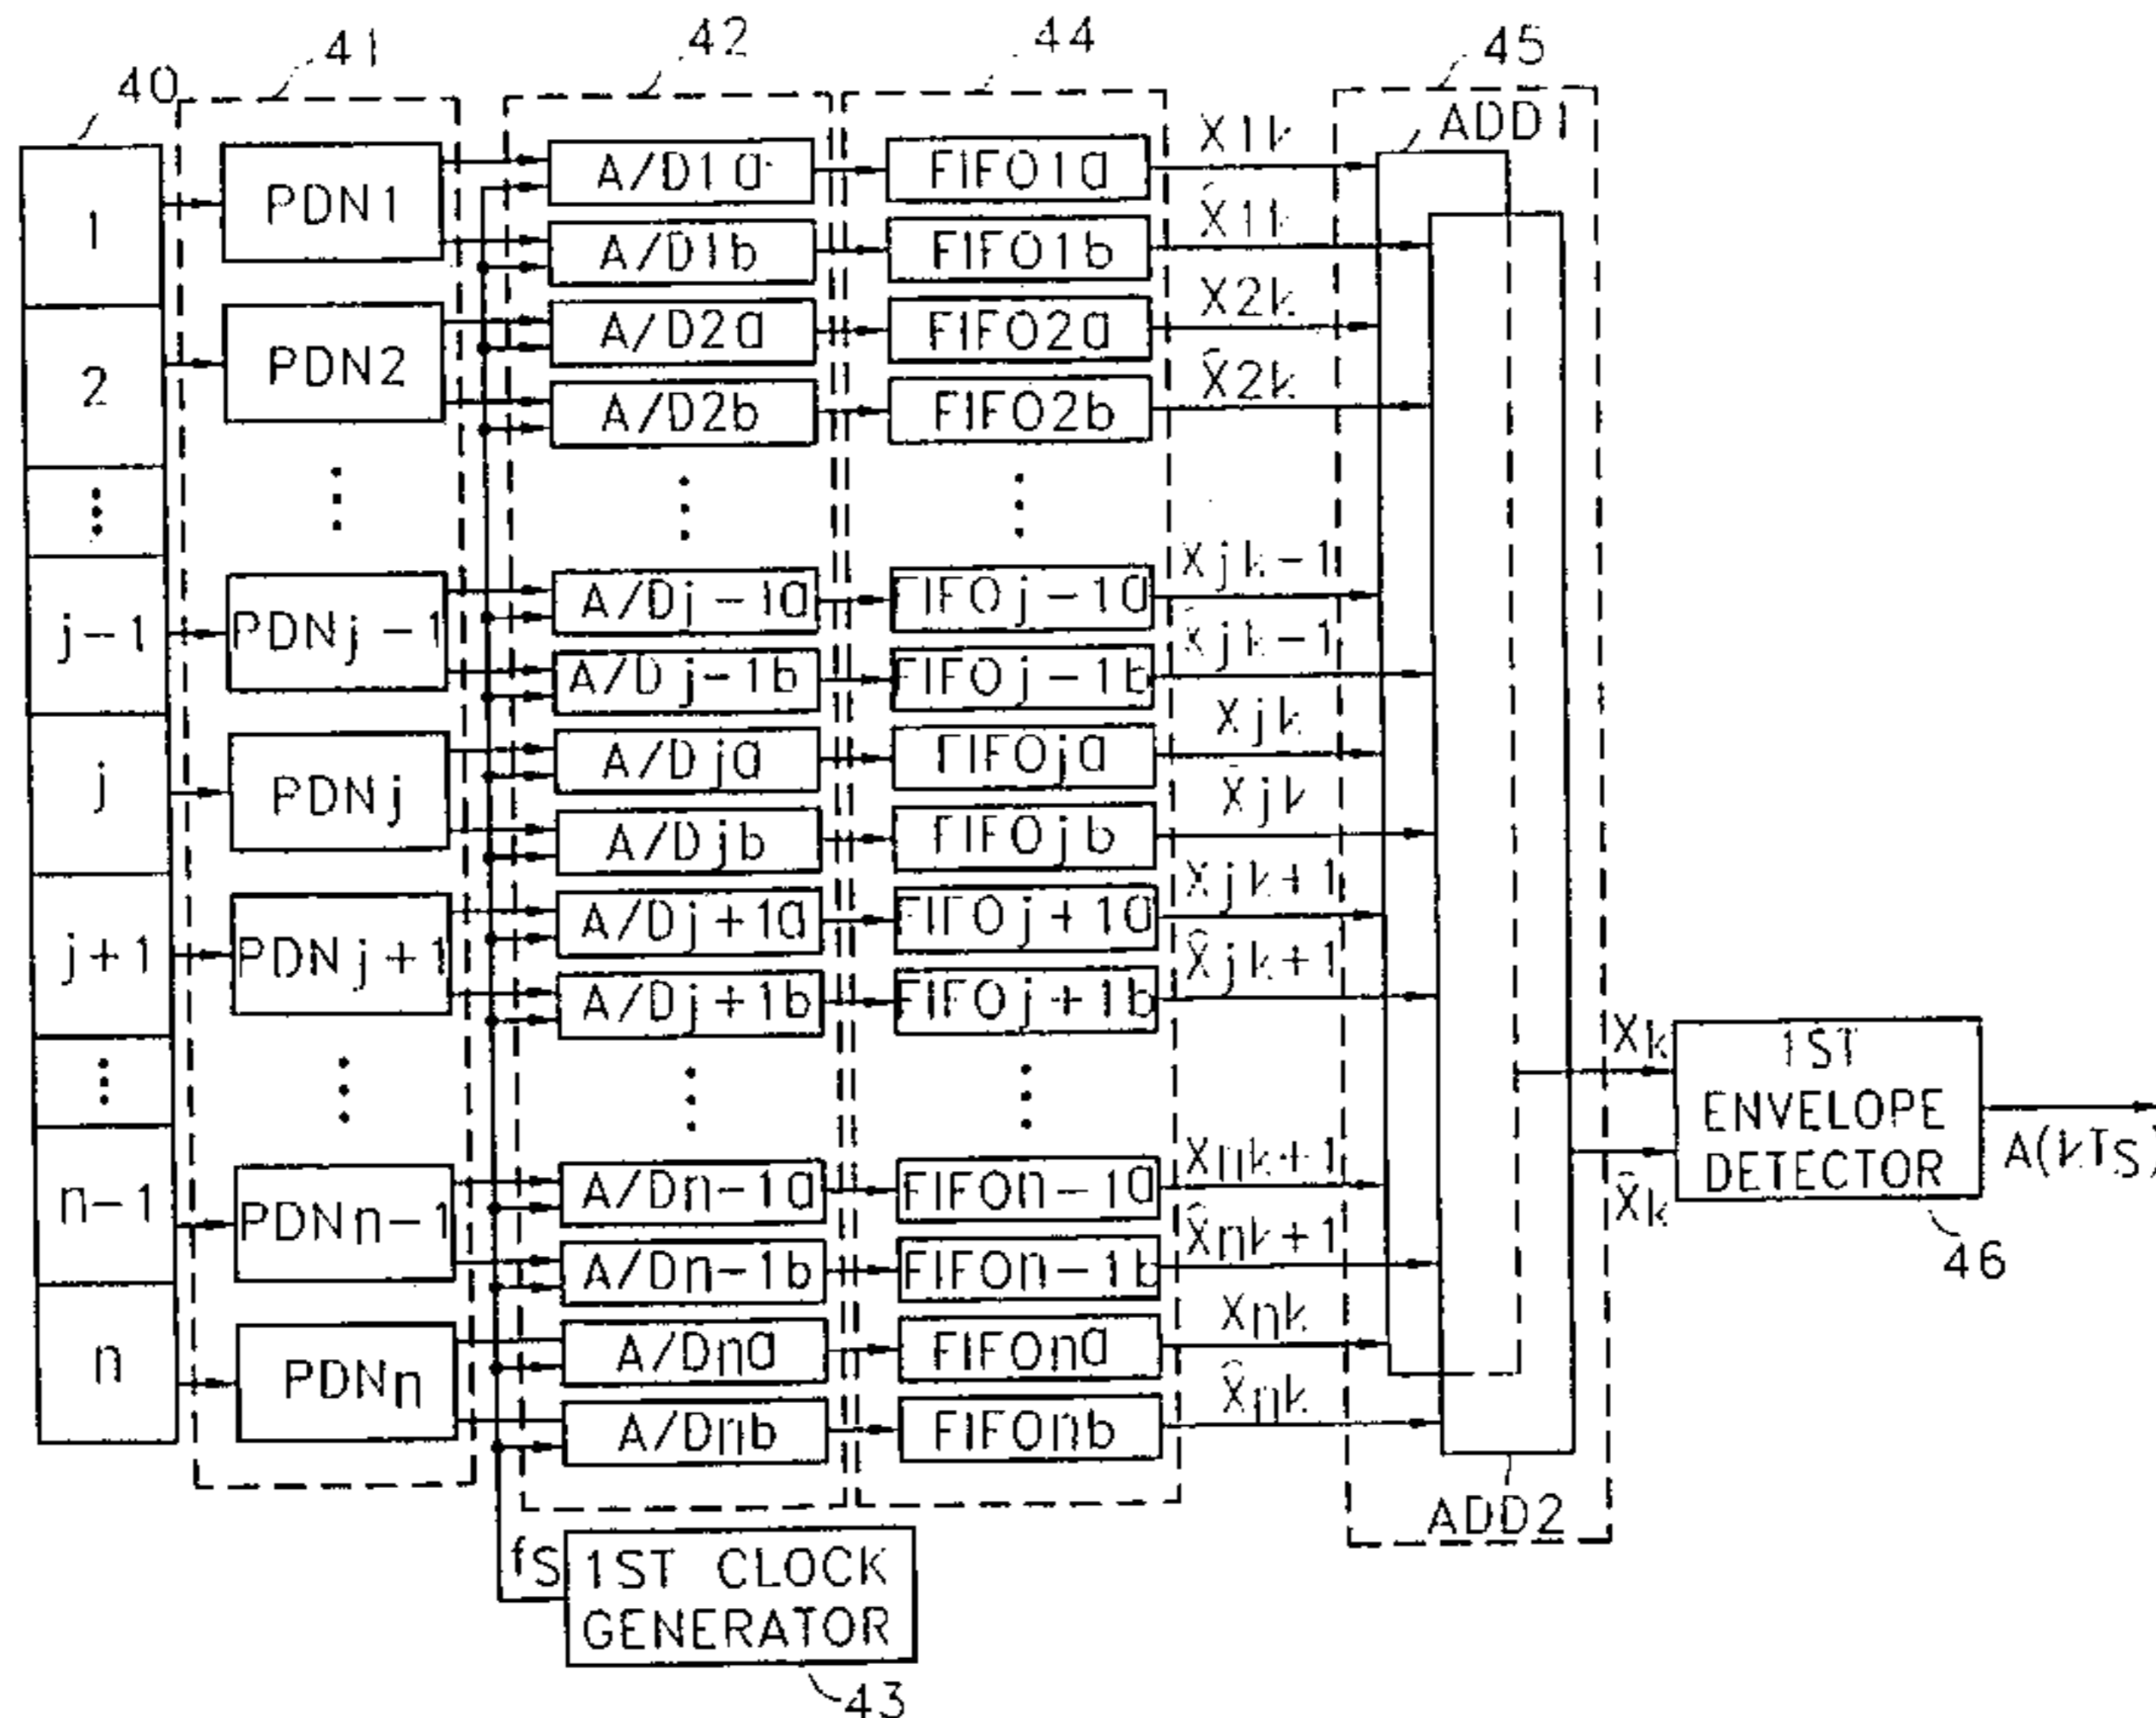 40
41
42
44
45
ADD1
1
PDN1
A/D1a
FIFO1a
X1k
A/D1b
FIFO1b
X̂1k
2
PDN2
A/D2a
FIFO2a
X2k
A/D2b
FIFO2b
X̂2k
j-1
PDNj-1
A/Dj-1a
FIFOj-1a
Xjk-1
A/Dj-1b
FIFOj-1b
X̂jk-1
j
PDNj
A/Dja
FIFOja
Xjk
A/Djb
FIFOjb
X̂jk
j+1
PDNj+1
A/Dj+1a
FIFOj+1a
Xjk+1
A/Dj+1b
FIFOj+1b
X̂jk+1
Xk
1ST
ENVELOPE
DETECTOR
X̂k
A(kTs)
46
n-1
PDNn-1
A/Dn-1a
FIFOn-1a
Xnk+1
A/Dn-1b
FIFOn-1b
X̂nk+1
n
PDNn
A/Dna
FIFOna
Xnk
A/Dnb
FIFOnb
X̂nk
ADD2
fs
1ST CLOCK
GENERATOR
43